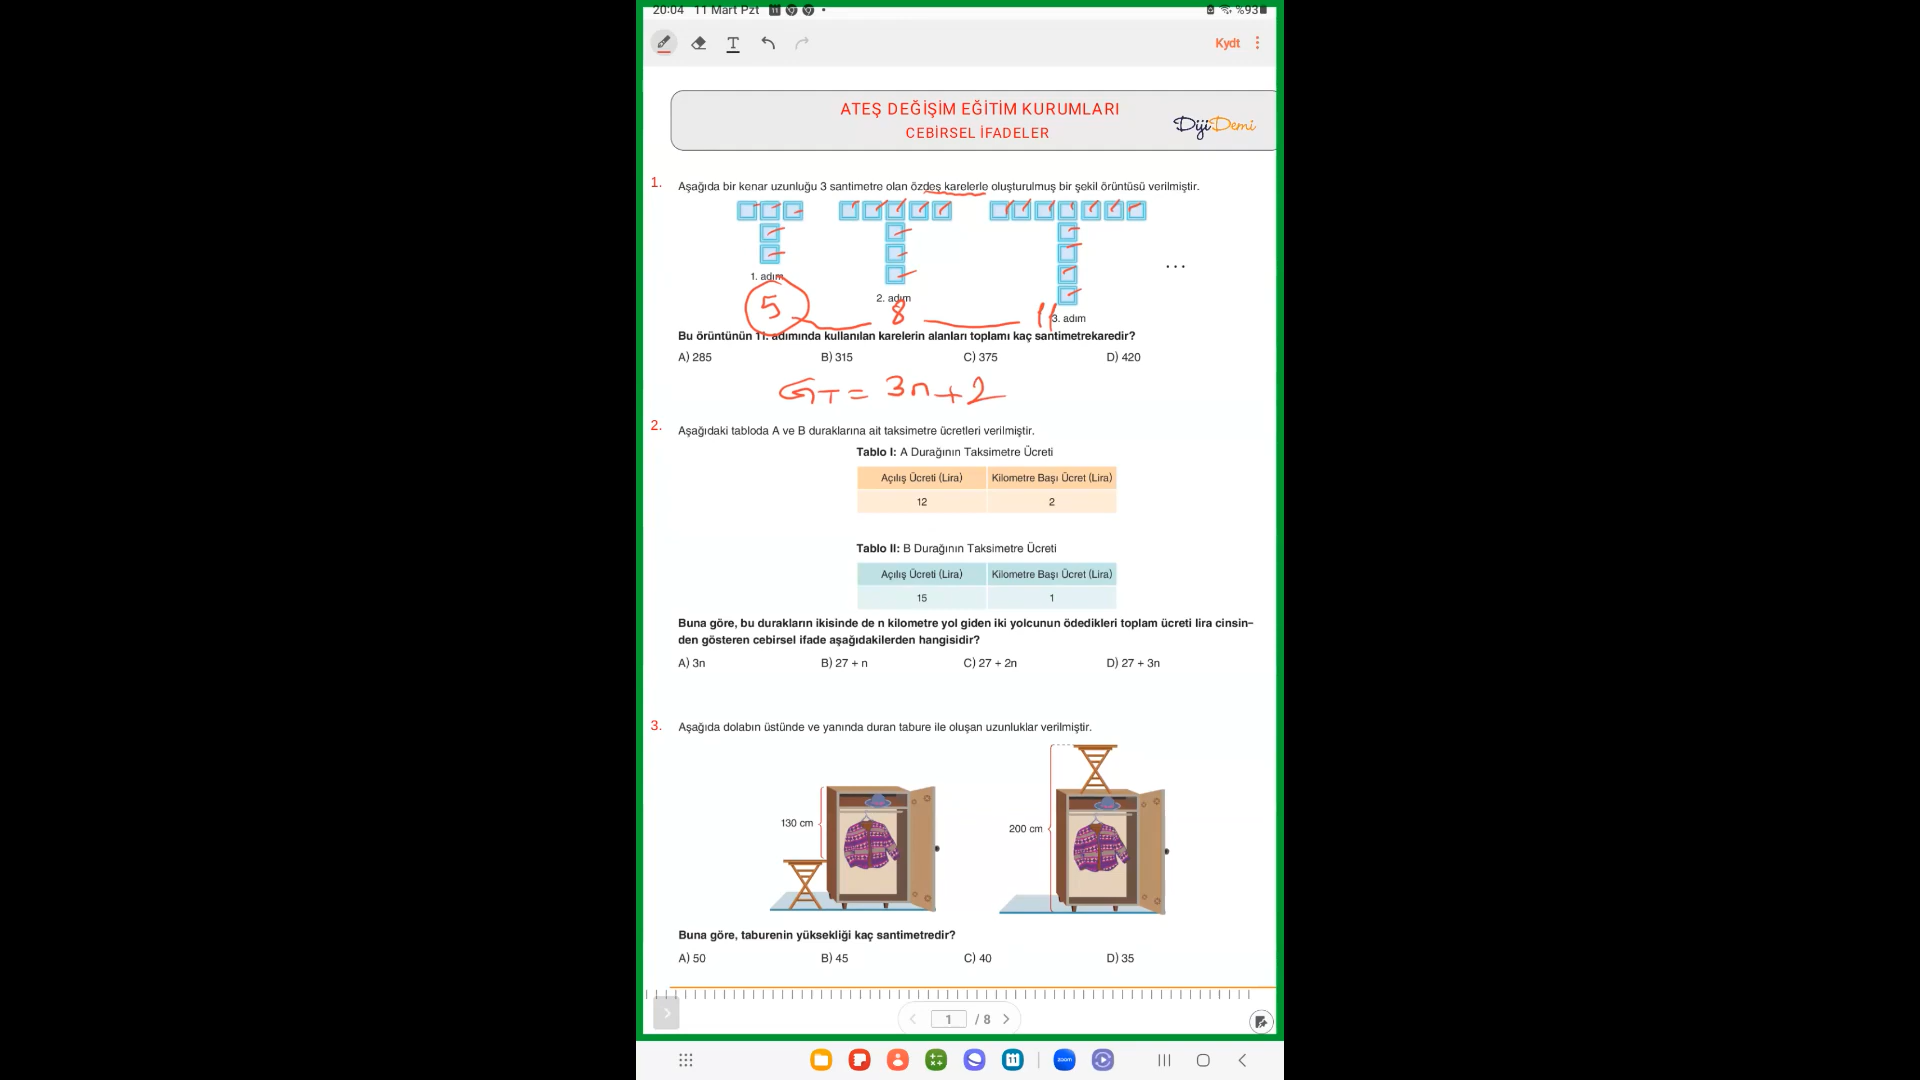 20:04 11 Mart Pzt %93
Kydt
ATEŞ DEĞİŞİM EĞİTİM KURUMLARI
CEBİRSEL İFADELER
DijiDemi
1. Aşağıda bir kenar uzunluğu 3 santimetre olan özdeş karelerle oluşturulmuş bir şekil örüntüsü verilmiştir.
...
1. adım
2. adım
3. adım
5 8 11
Bu örüntünün 11. adımında kullanılan karelerin alanları toplamı kaç santimetrekaredir?
A) 285 B) 315 C) 375 D) 420
GT = 3n+2
2. Aşağıdaki tabloda A ve B duraklarına ait taksimetre ücretleri verilmiştir.
Tablo I: A Durağının Taksimetre Ücreti
Açılış Ücreti (Lira) Kilometre Başı Ücret (Lira)
12 2
Tablo II: B Durağının Taksimetre Ücreti
Açılış Ücreti (Lira) Kilometre Başı Ücret (Lira)
15 1
Buna göre, bu durakların ikisinde de n kilometre yol giden iki yolcunun ödedikleri toplam ücreti lira cinsin-
den gösteren cebirsel ifade aşağıdakilerden hangisidir?
A) 3n B) 27 + n C) 27 + 2n D) 27 + 3n
3. Aşağıda dolabın üstünde ve yanında duran tabure ile oluşan uzunluklar verilmiştir.
130 cm
200 cm
Buna göre, taburenin yüksekliği kaç santimetredir?
A) 50 B) 45 C) 40 D) 35
1 / 8
11
zoom